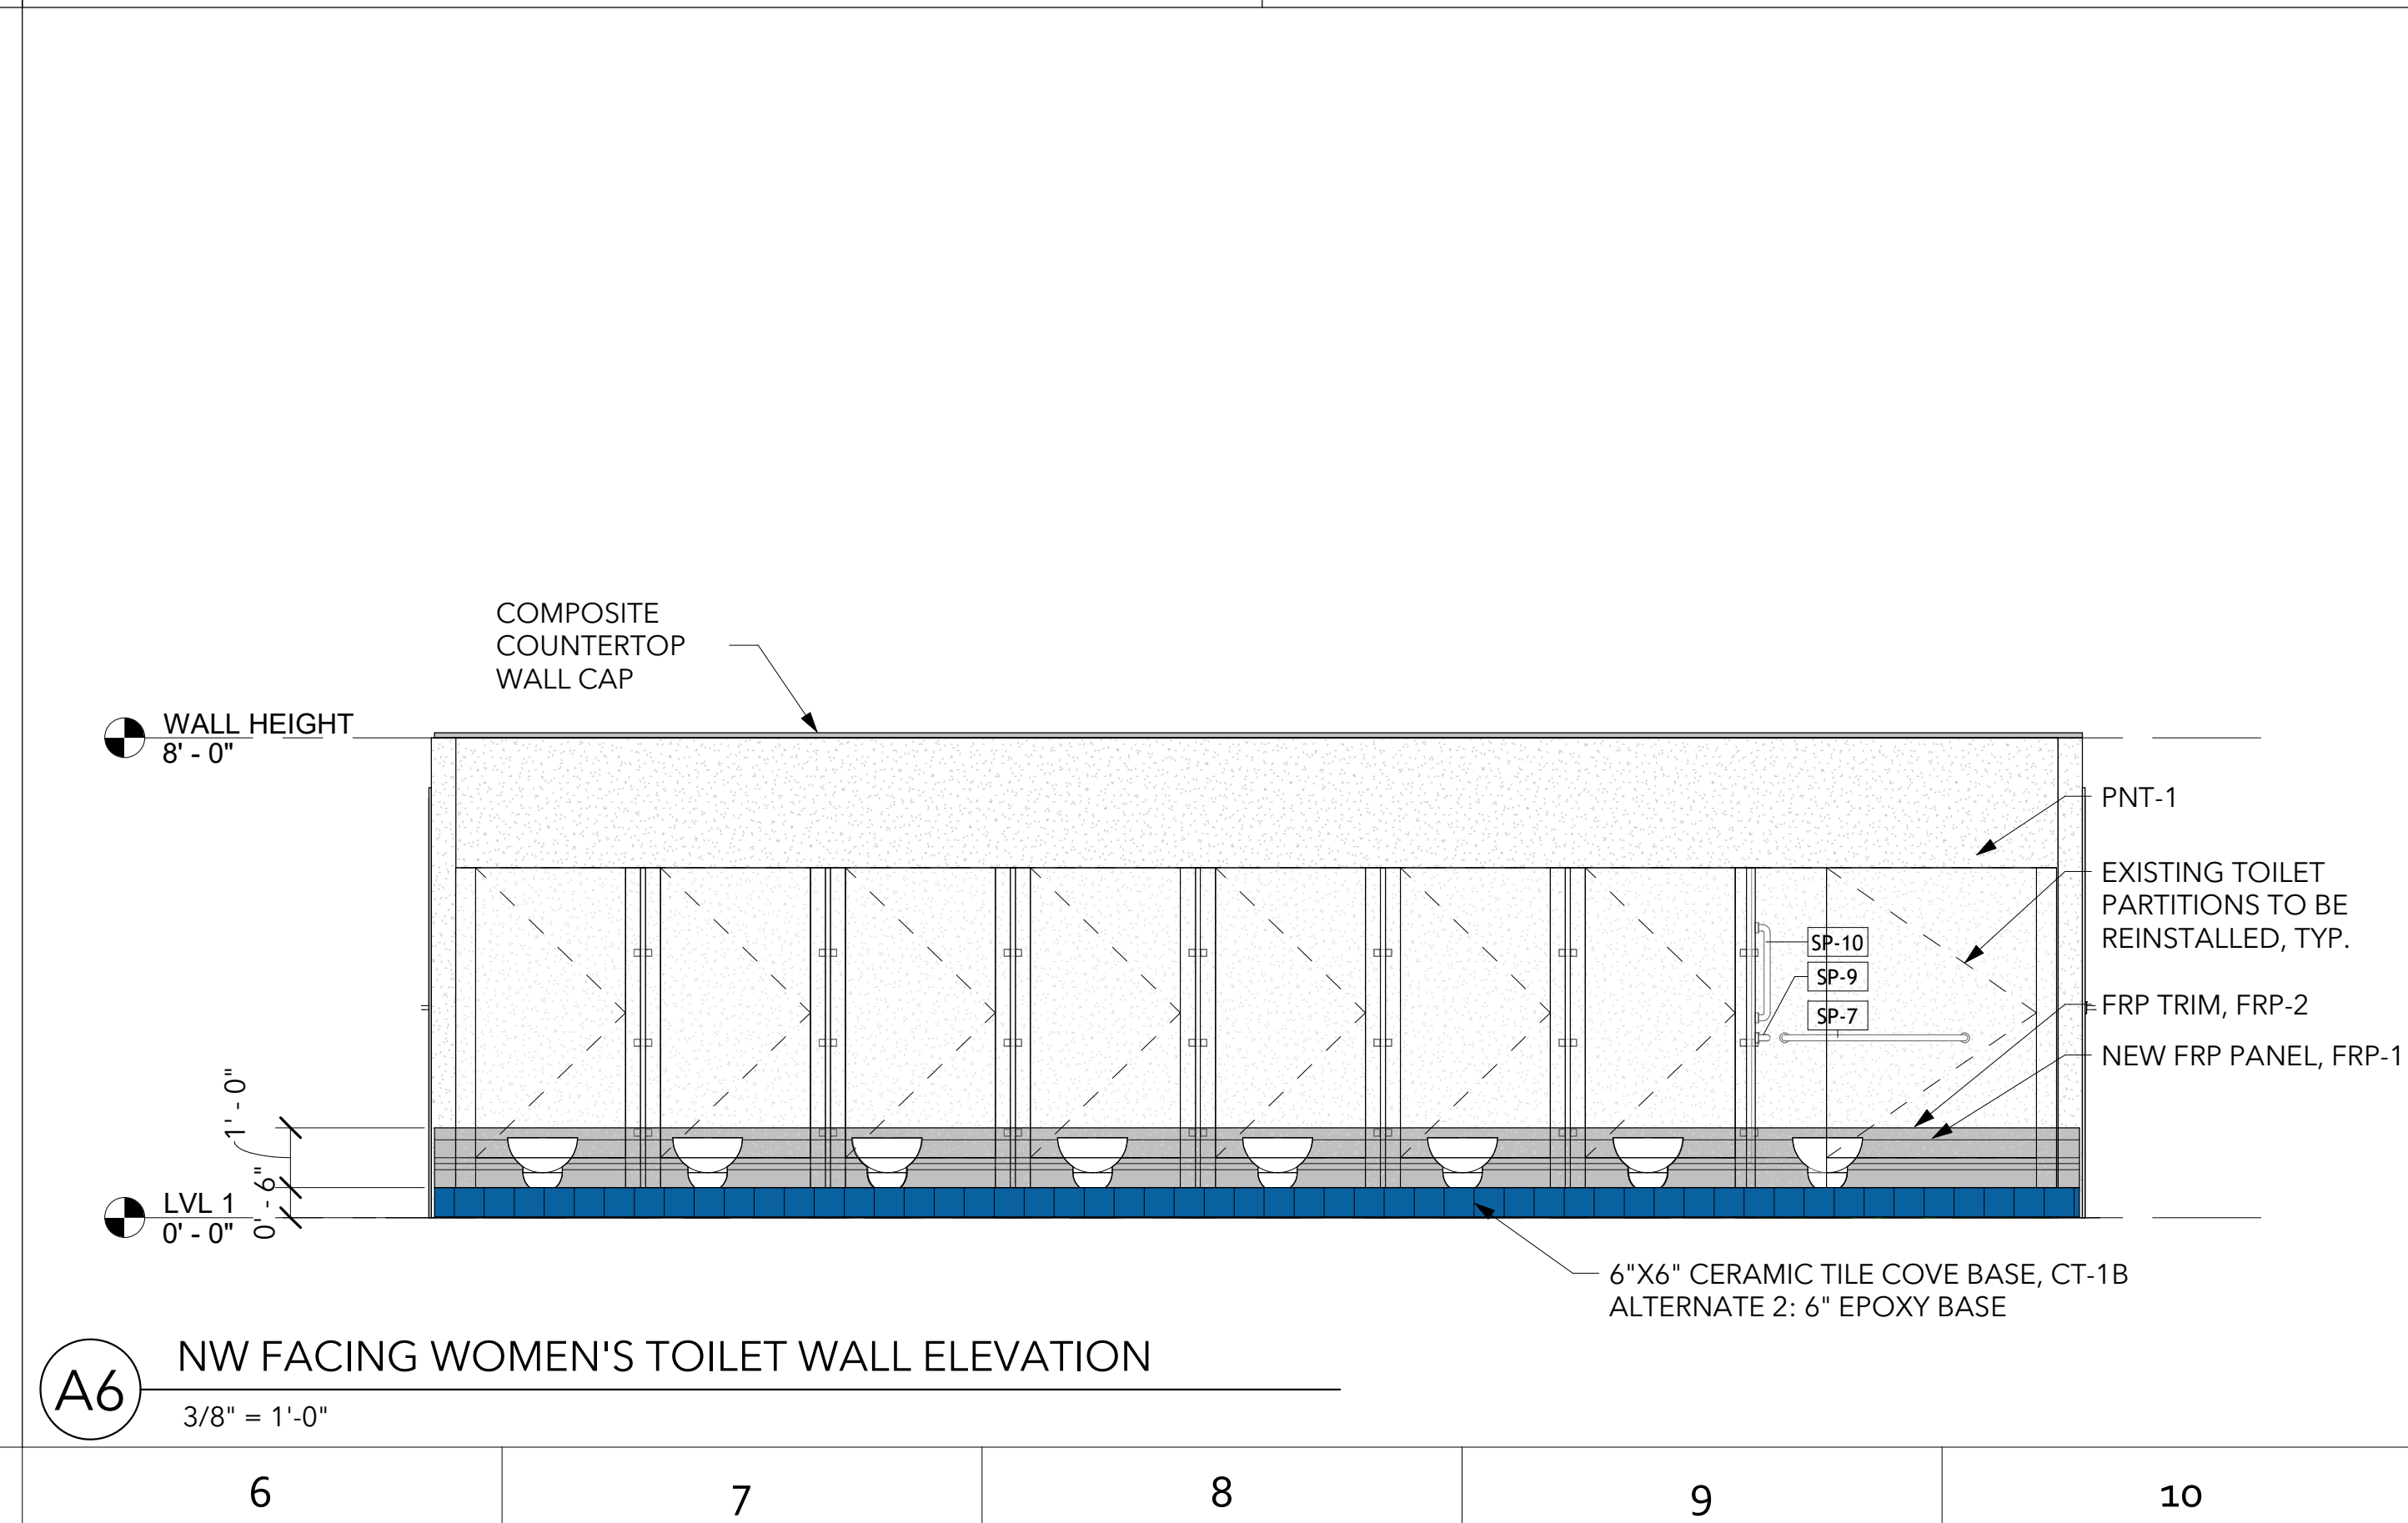 COMPOSITE
COUNTERTOP
WALL CAP
WALL HEIGHT
8' - 0"
PNT-1
EXISTING TOILET
PARTITIONS TO BE
REINSTALLED, TYP.
SP-10
SP-9
SP-7
FRP TRIM, FRP-2
NEW FRP PANEL, FRP-1
1' - 0"
0' - 6"
LVL 1
0' - 0"
6"X6" CERAMIC TILE COVE BASE, CT-1B
ALTERNATE 2: 6" EPOXY BASE
A6
NW FACING WOMEN'S TOILET WALL ELEVATION
3/8" = 1'-0"
6
7
8
9
10